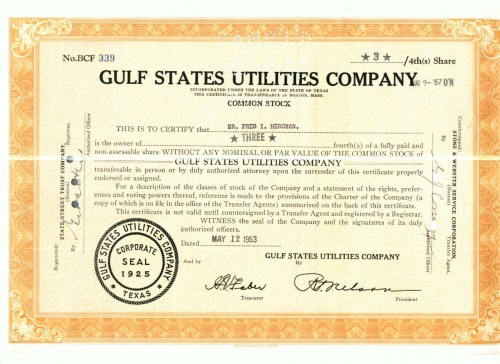 No.BCF 339
*3* /4th(s) Share
GULF STATES UTILITIES COMPANY
INCORPORATED UNDER THE LAWS OF THE STATE OF TEXAS
THIS CERTIFICATE IS TRANSFERABLE IN BOSTON, MASS.
COMMON STOCK
THIS IS TO CERTIFY that MR. FRED I. HERDMAN,
is the owner of * THREE * fourth(s) of a fully paid and
non-assessable share WITHOUT ANY NOMINAL OR PAR VALUE OF THE COMMON STOCK of
GULF STATES UTILITIES COMPANY
transferable in person or by duly authorized attorney upon the surrender of this certificate properly
endorsed or assigned.
For a description of the classes of stock of the Company and a statement of the rights, prefer-
ences and voting powers thereof, reference is made to the provisions of the Charter of the Company (a
copy of which is on file in the office of the Transfer Agents) summarized on the back of this certificate.
This certificate is not valid until countersigned by a Transfer Agent and registered by a Registrar.
WITNESS the seal of the Company and the signatures of its duly
authorized officers.
Dated MAY 12 1953
GULF STATES UTILITIES COMPANY
And by By
Treasurer President
GULF STATES UTILITIES COMPANY
CORPORATE
SEAL
1925
TEXAS
Registered:
STATE STREET TRUST COMPANY
(Boston) Registrar,
By
Authorized Officer
Countersigned:
STONE & WEBSTER SERVICE CORPORATION,
(Boston) Transfer Agent,
By
Authorized Officer